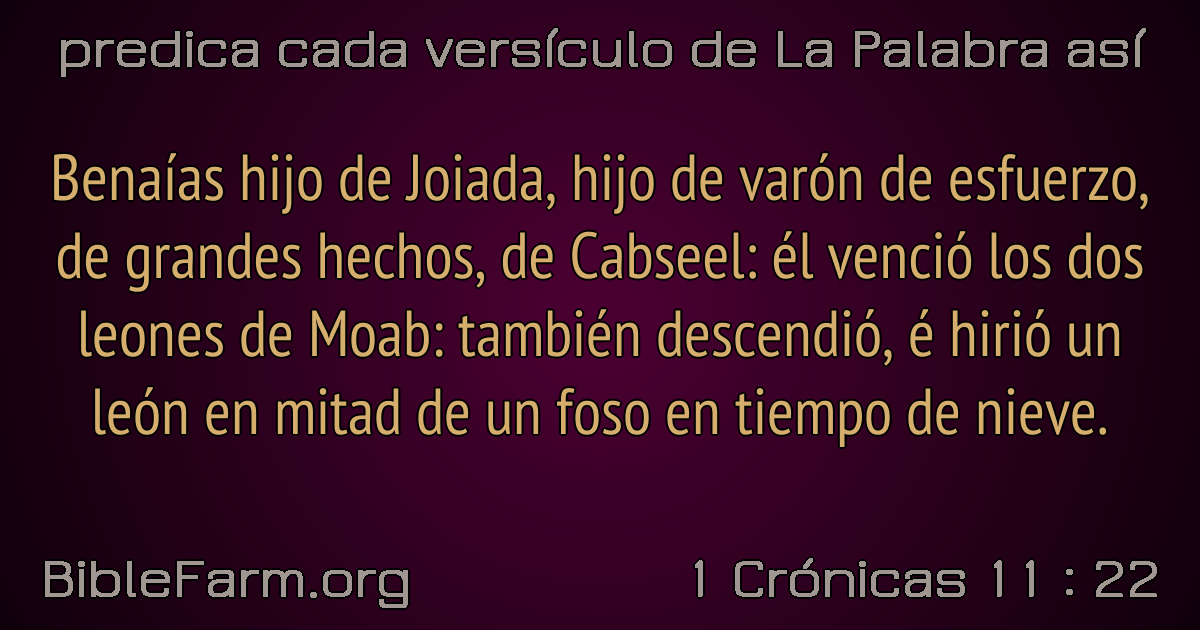 predica cada versículo de La Palabra así
Benaías hijo de Joiada, hijo de varón de esfuerzo,
de grandes hechos, de Cabseel: él venció los dos
leones de Moab: también descendió, é hirió un
león en mitad de un foso en tiempo de nieve.
BibleFarm.org
1 Crónicas 11 : 22